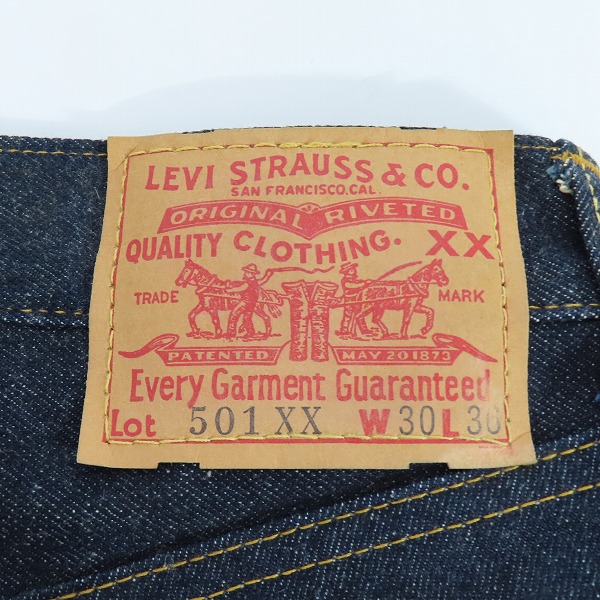 LEVI STRAUSS & CO.
SAN FRANCISCO, CAL.
ORIGINAL RIVETED
QUALITY CLOTHING. XX
TRADE MARK
PATENTED MAY 20 1873
Every Garment Guaranteed
Lot 501 XX W 30 L 30